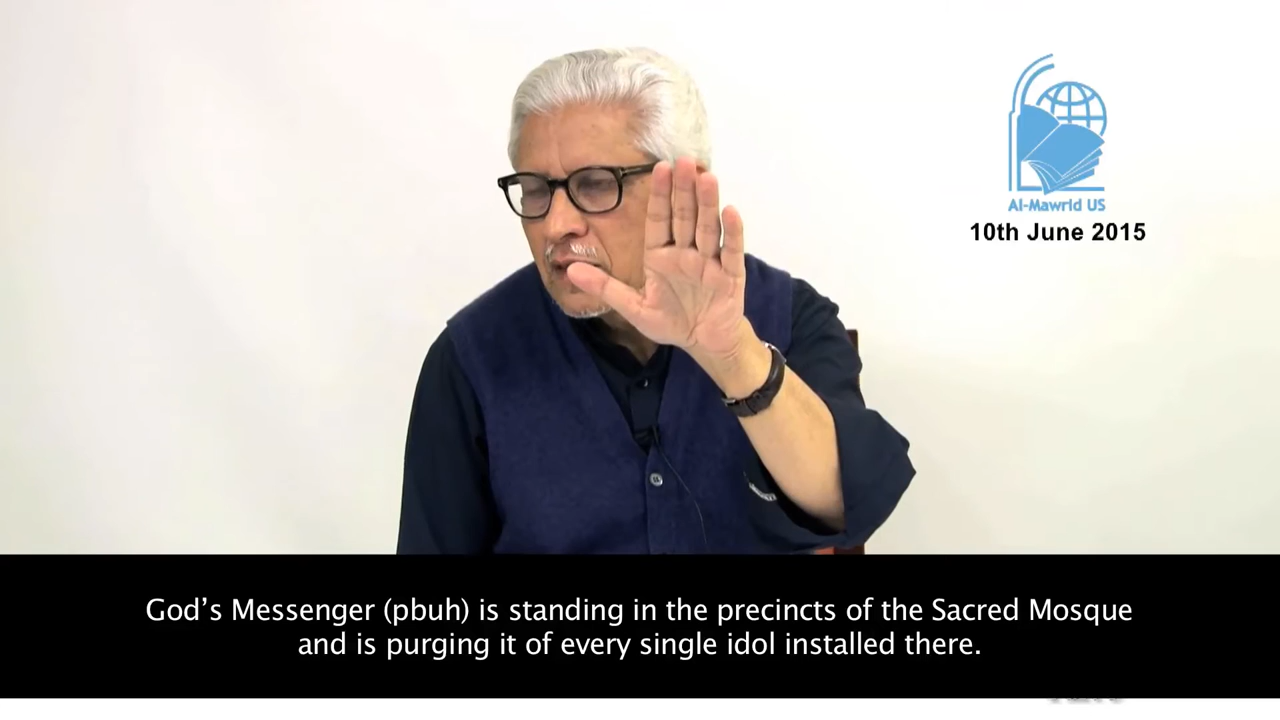 Al-Mawrid US
10th June 2015
God's Messenger (pbuh) is standing in the precincts of the Sacred Mosque
and is purging it of every single idol installed there.